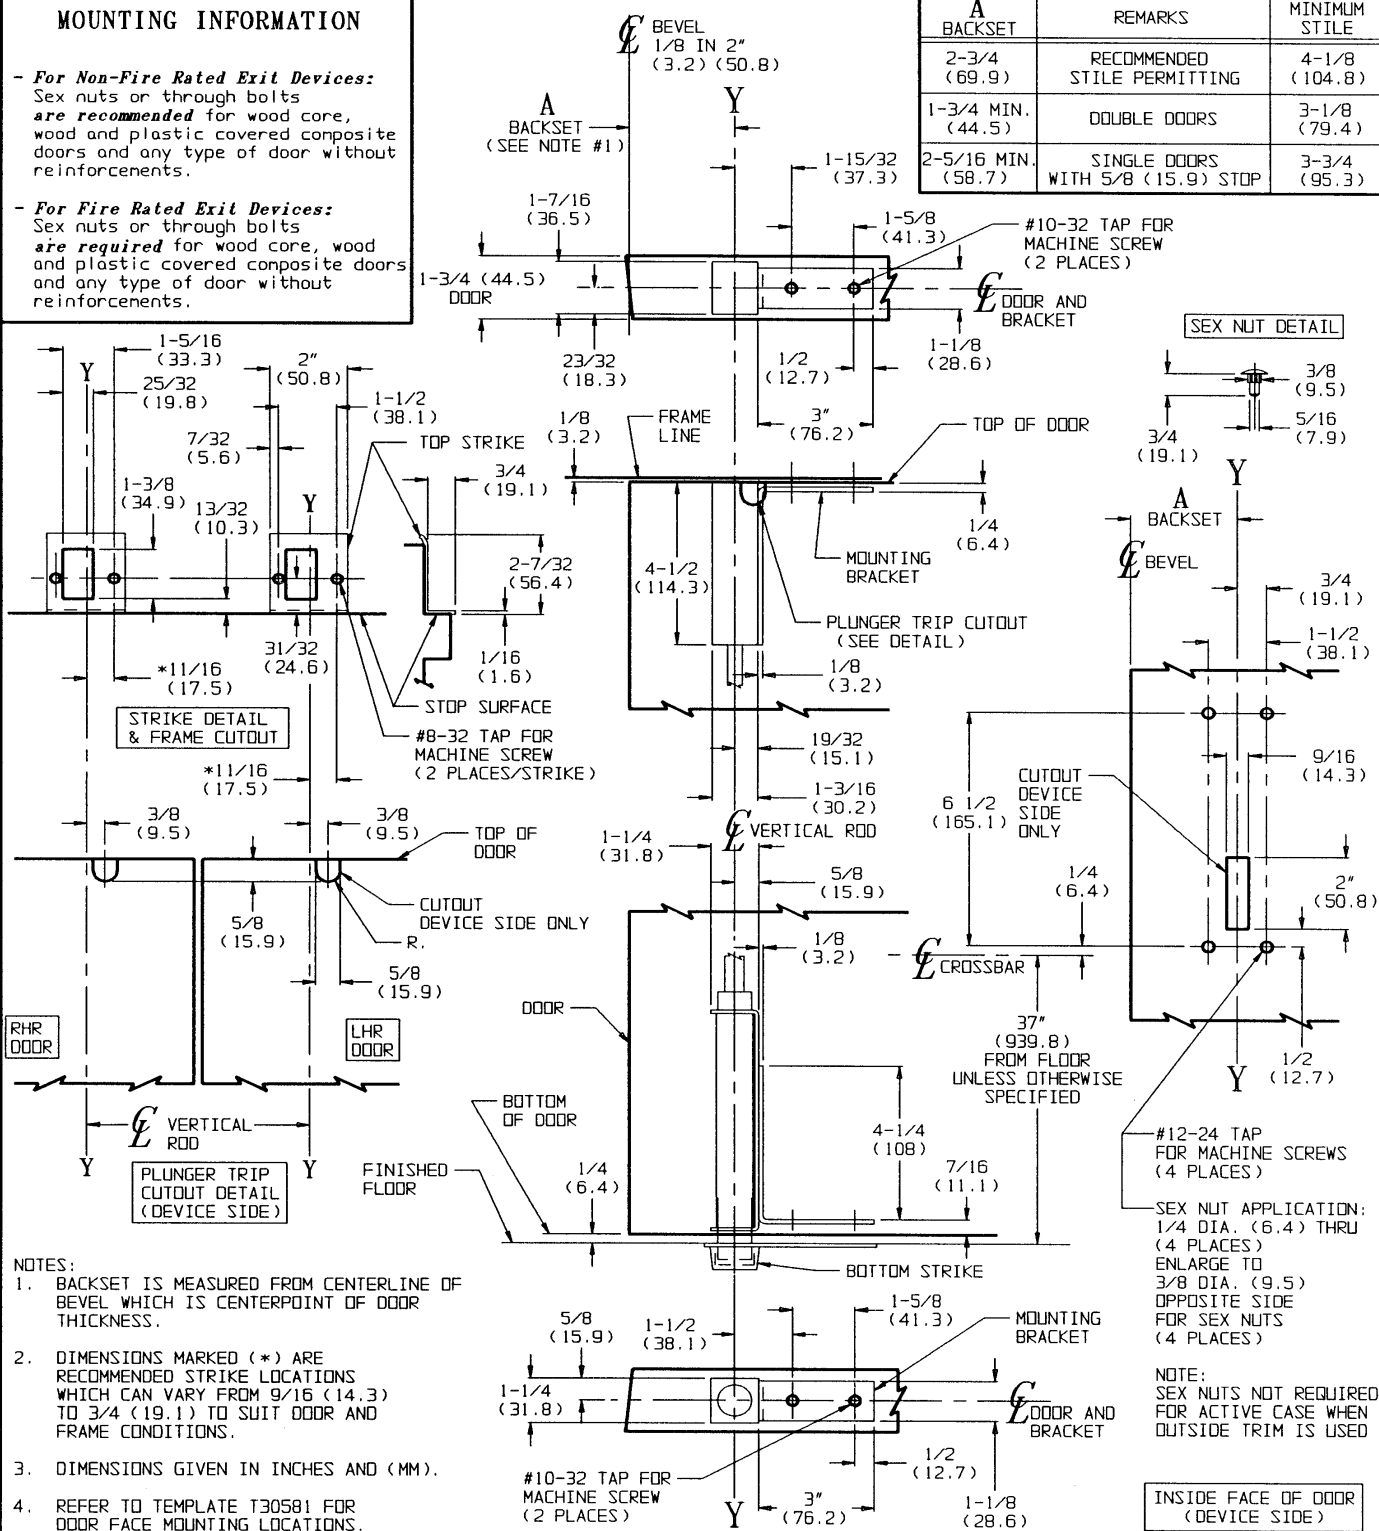 MOUNTING INFORMATION
- For Non-Fire Rated Exit Devices:
Sex nuts or through bolts
are recommended for wood core,
wood and plastic covered composite
doors and any type of door without
reinforcements.
- For Fire Rated Exit Devices:
Sex nuts or through bolts
are required for wood core, wood
and plastic covered composite doors
and any type of door without
reinforcements.
℄ BEVEL
1/8 IN 2"
(3.2) (50.8)
A
BACKSET
(SEE NOTE #1)
Y
1-15/32
(37.3)
1-7/16
(36.5)
1-5/8
(41.3)
#10-32 TAP FOR
MACHINE SCREW
(2 PLACES)
1-3/4 (44.5)
DOOR
℄ DOOR AND
BRACKET
23/32
(18.3)
1/2
(12.7)
1-1/8
(28.6)
3"
(76.2)
A
BACKSET
REMARKS
MINIMUM
STILE
2-3/4
(69.9)
RECOMMENDED
STILE PERMITTING
4-1/8
(104.8)
1-3/4 MIN.
(44.5)
DOUBLE DOORS
3-1/8
(79.4)
2-5/16 MIN.
(58.7)
SINGLE DOORS
WITH 5/8 (15.9) STOP
3-3/4
(95.3)
SEX NUT DETAIL
3/8
(9.5)
5/16
(7.9)
3/4
(19.1)
1-5/16
(33.3)
Y
25/32
(19.8)
2"
(50.8)
1-1/2
(38.1)
7/32
(5.6)
TOP STRIKE
1-3/8
(34.9)
13/32
(10.3)
Y
3/4
(19.1)
2-7/32
(56.4)
31/32
(24.6)
1/16
(1.6)
*11/16
(17.5)
STOP SURFACE
STRIKE DETAIL
& FRAME CUTOUT
#8-32 TAP FOR
MACHINE SCREW
(2 PLACES/STRIKE)
*11/16
(17.5)
1/8
(3.2)
FRAME
LINE
TOP OF DOOR
1/4
(6.4)
MOUNTING
BRACKET
4-1/2
(114.3)
PLUNGER TRIP CUTOUT
(SEE DETAIL)
1/8
(3.2)
19/32
(15.1)
1-3/16
(30.2)
℄ VERTICAL ROD
Y
A
BACKSET
℄ BEVEL
3/4
(19.1)
1-1/2
(38.1)
9/16
(14.3)
CUTOUT
DEVICE
SIDE
ONLY
6 1/2
(165.1)
1/4
(6.4)
2"
(50.8)
1/2
(12.7)
Y
3/8
(9.5)
3/8
(9.5)
TOP OF
DOOR
5/8
(15.9)
CUTOUT
DEVICE SIDE ONLY
R.
5/8
(15.9)
RHR
DOOR
LHR
DOOR
℄ VERTICAL
ROD
Y
Y
PLUNGER TRIP
CUTOUT DETAIL
(DEVICE SIDE)
1-1/4
(31.8)
5/8
(15.9)
1/8
(3.2)
℄ CROSSBAR
DOOR
37"
(939.8)
FROM FLOOR
UNLESS OTHERWISE
SPECIFIED
BOTTOM
OF DOOR
4-1/4
(108)
7/16
(11.1)
FINISHED
FLOOR
1/4
(6.4)
BOTTOM STRIKE
#12-24 TAP
FOR MACHINE SCREWS
(4 PLACES)
SEX NUT APPLICATION:
1/4 DIA. (6.4) THRU
(4 PLACES)
ENLARGE TO
3/8 DIA. (9.5)
OPPOSITE SIDE
FOR SEX NUTS
(4 PLACES)
NOTE:
SEX NUTS NOT REQUIRED
FOR ACTIVE CASE WHEN
OUTSIDE TRIM IS USED
INSIDE FACE OF DOOR
(DEVICE SIDE)
5/8
(15.9)
1-1/2
(38.1)
1-5/8
(41.3)
MOUNTING
BRACKET
1-1/4
(31.8)
℄ DOOR AND
BRACKET
1/2
(12.7)
#10-32 TAP FOR
MACHINE SCREW
(2 PLACES)
Y
3"
(76.2)
1-1/8
(28.6)
NOTES:
1. BACKSET IS MEASURED FROM CENTERLINE OF
BEVEL WHICH IS CENTERPOINT OF DOOR
THICKNESS.
2. DIMENSIONS MARKED (*) ARE
RECOMMENDED STRIKE LOCATIONS
WHICH CAN VARY FROM 9/16 (14.3)
TO 3/4 (19.1) TO SUIT DOOR AND
FRAME CONDITIONS.
3. DIMENSIONS GIVEN IN INCHES AND (MM).
4. REFER TO TEMPLATE T30581 FOR
DOOR FACE MOUNTING LOCATIONS.